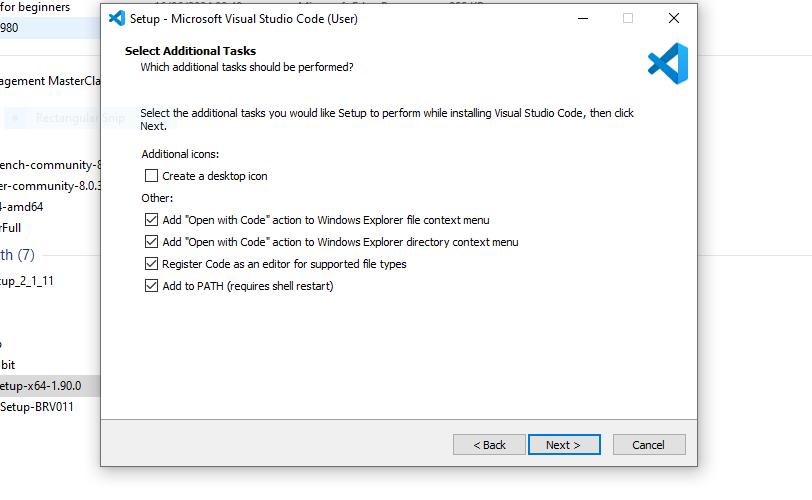 for beginners
980
Setup - Microsoft Visual Studio Code (User)
Select Additional Tasks
Which additional tasks should be performed?
agement MasterCla
Rectangular Snip
Select the additional tasks you would like Setup to perform while installing Visual Studio Code, then click
Next.
Additional icons:
ench-community-8
Create a desktop icon
er-community-8.0.3
Other:
4-amd64
Add "Open with Code" action to Windows Explorer file context menu
rFull
Add "Open with Code" action to Windows Explorer directory context menu
th (7)
Register Code as an editor for supported file types
tup_2_1_11
Add to PATH (requires shell restart)
bit
etup-x64-1.90.0
Setup-BRV011
< Back
Next >
Cancel